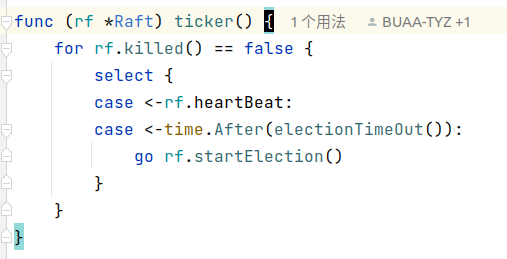 func (rf *Raft) ticker() { 1个用法 BUAA-TYZ +1
    for rf.killed() == false {
        select {
        case <-rf.heartBeat:
        case <-time.After(electionTimeOut()):
            go rf.startElection()
        }
    }
}